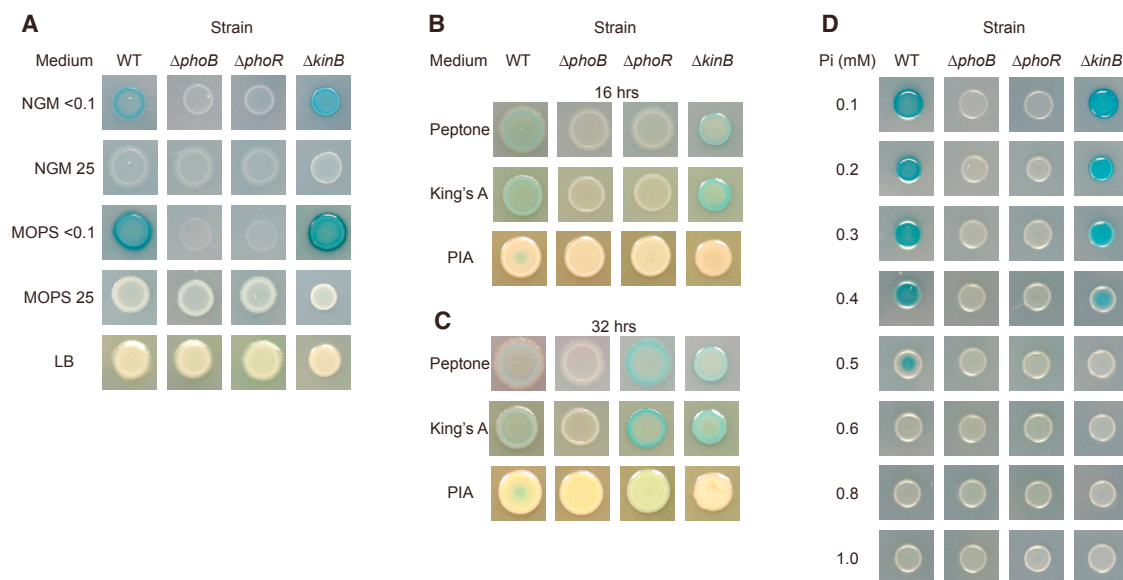 A
Strain
Medium WT ΔphoB ΔphoR ΔkinB
NGM <0.1
NGM 25
MOPS <0.1
MOPS 25
LB
B
Strain
Medium WT ΔphoB ΔphoR ΔkinB
16 hrs
Peptone
King's A
PIA
C
32 hrs
Peptone
King's A
PIA
D
Strain
Pi (mM) WT ΔphoB ΔphoR ΔkinB
0.1
0.2
0.3
0.4
0.5
0.6
0.8
1.0